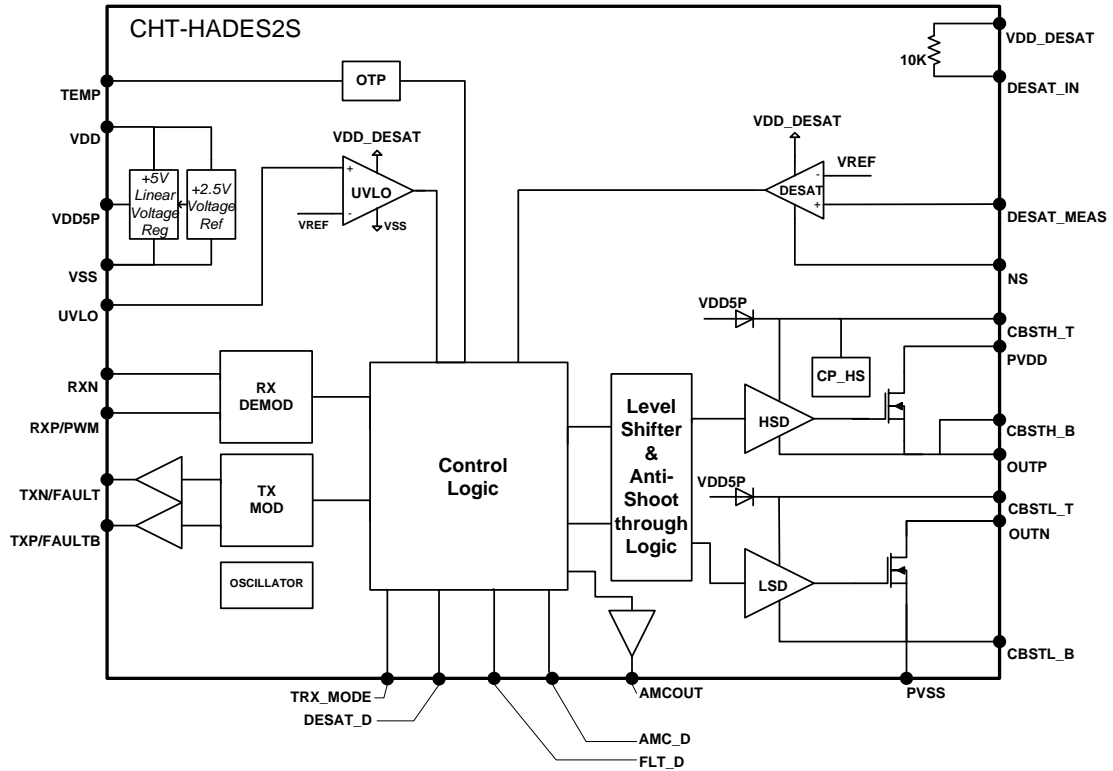 CHT-HADES2S
VDD_DESAT
10K
DESAT_IN
OTP
TEMP
VDD
VDD_DESAT
VDD_DESAT
+5V
Linear
Voltage
Reg
+2.5V
Voltage
Ref
+
UVLO
-
VREF
VSS
VREF
-
DESAT
+
VDD5P
DESAT_MEAS
VSS
NS
UVLO
VDD5P
CBSTH_T
PVDD
CP_HS
RXN
RX
DEMOD
RXP/PWM
HSD
CBSTH_B
OUTP
Control
Logic
Level
Shifter
&
Anti-
Shoot
through
Logic
TXN/FAULT
TX
MOD
TXP/FAULTB
VDD5P
CBSTL_T
OUTN
OSCILLATOR
LSD
CBSTL_B
TRX_MODE
DESAT_D
AMCOUT
PVSS
AMC_D
FLT_D